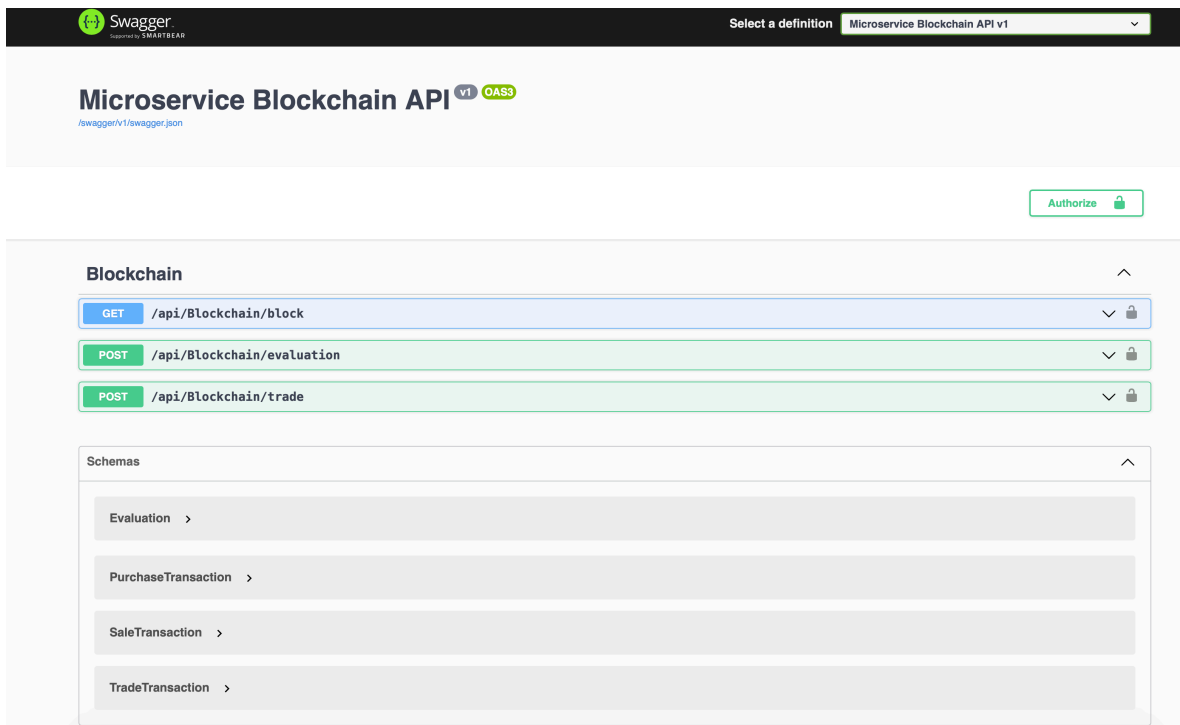 Swagger.
Supported by SMARTBEAR
Select a definition
Microservice Blockchain API v1
Microservice Blockchain API v1 OAS3
/swagger/v1/swagger.json
Authorize
Blockchain
GET /api/Blockchain/block
POST /api/Blockchain/evaluation
POST /api/Blockchain/trade
Schemas
Evaluation
PurchaseTransaction
SaleTransaction
TradeTransaction